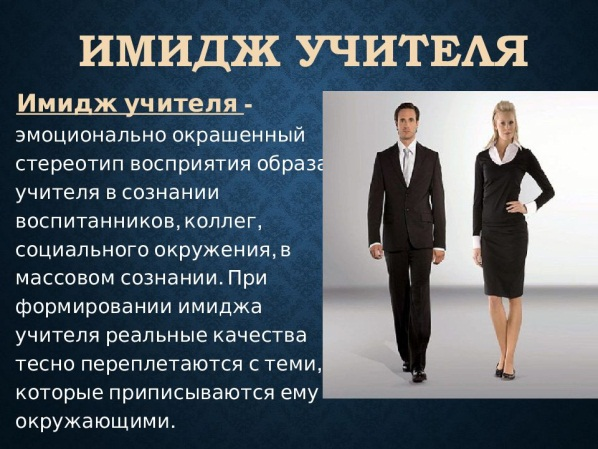 ИМИДЖ УЧИТЕЛЯ
Имидж учителя -
эмоционально окрашенный
стереотип восприятия образа
учителя в сознании
воспитанников, коллег,
социального окружения, в
массовом сознании. При
формировании имиджа
учителя реальные качества
тесно переплетаются с теми,
которые приписываются ему
окружающими.